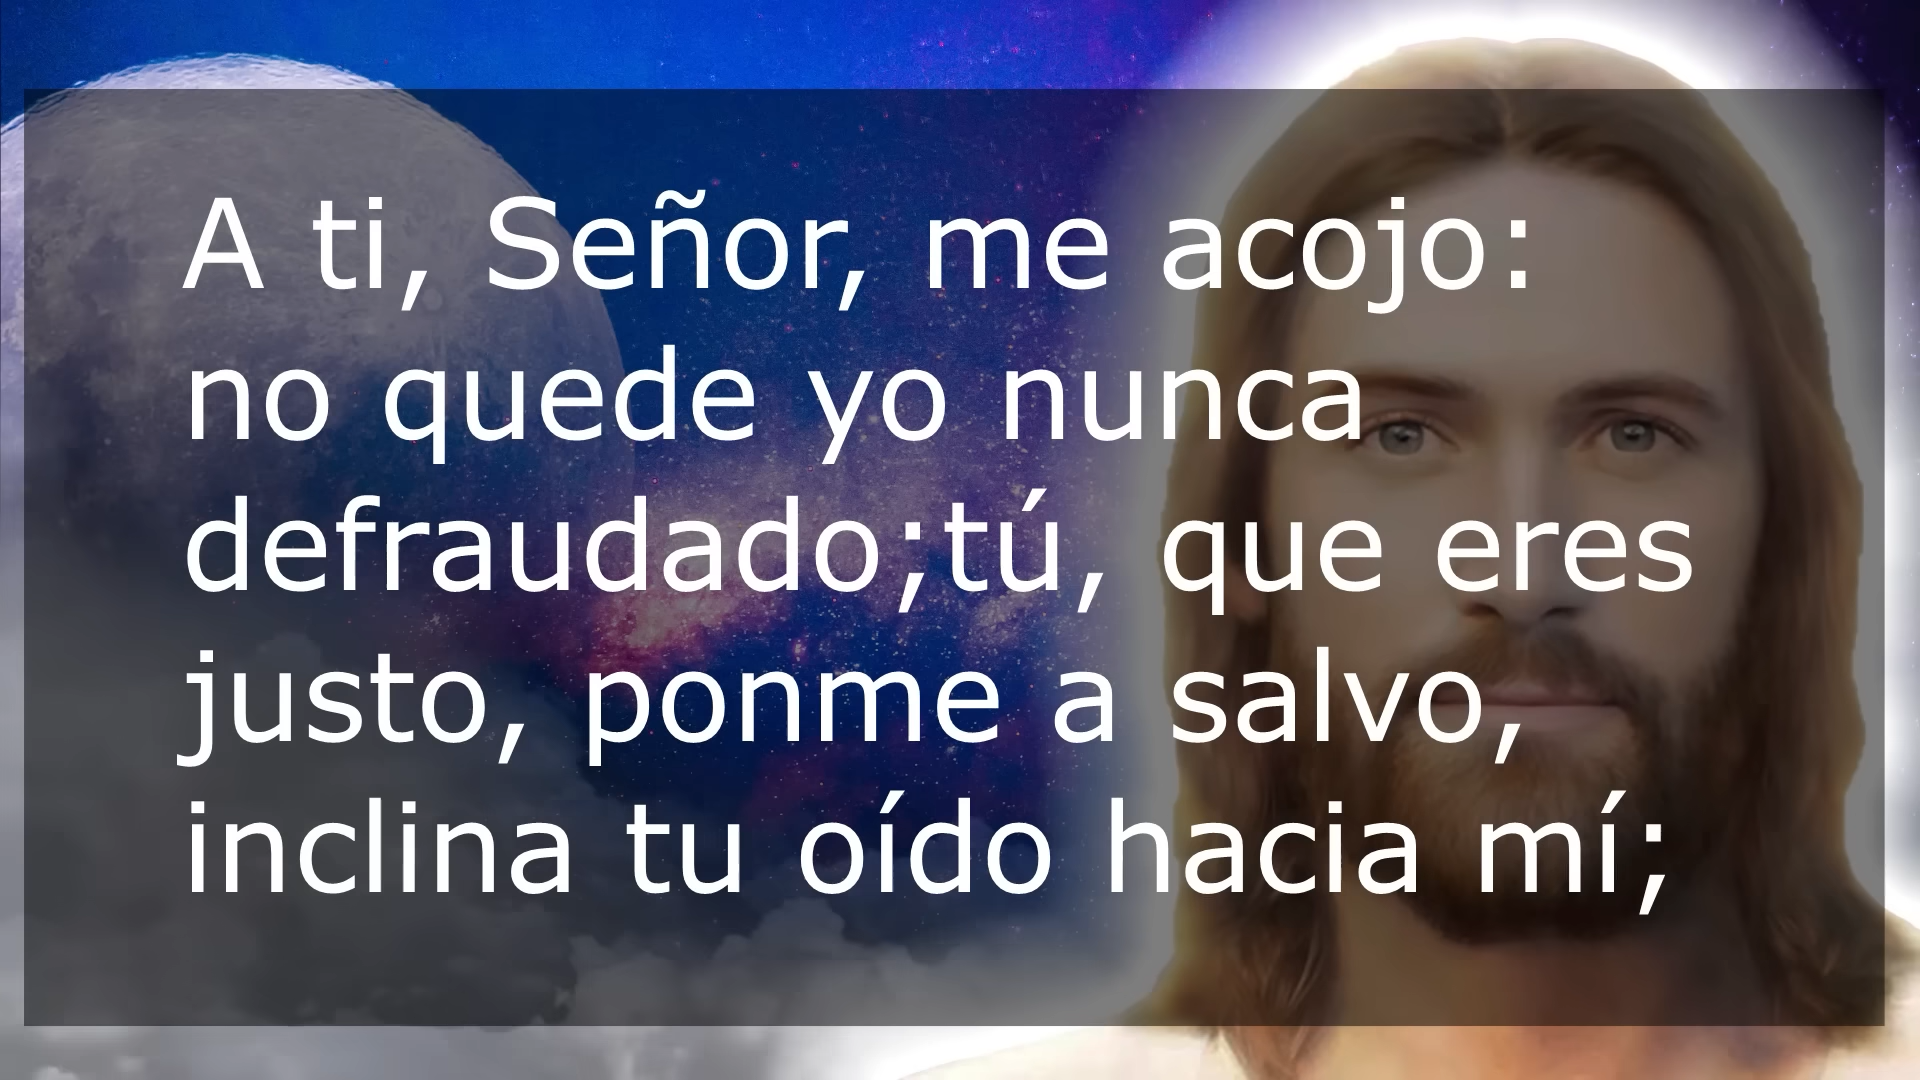 A ti, Señor, me acojo:
no quede yo nunca
defraudado;tú, que eres
justo, ponme a salvo,
inclina tu oído hacia mí;